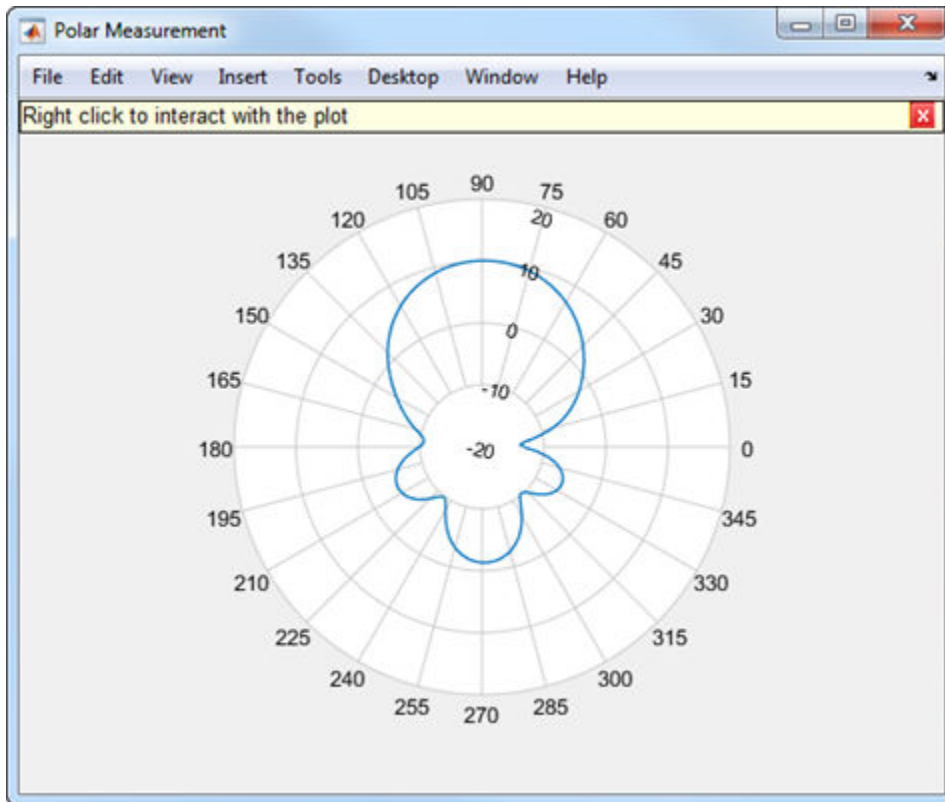 Polar Measurement
File Edit View Insert Tools Desktop Window Help
Right click to interact with the plot
90
105 75
120 20 60
135 45
10
150 30
0
165 15
-10
180 -20 0
195 345
210 330
225 315
240 300
255 285
270